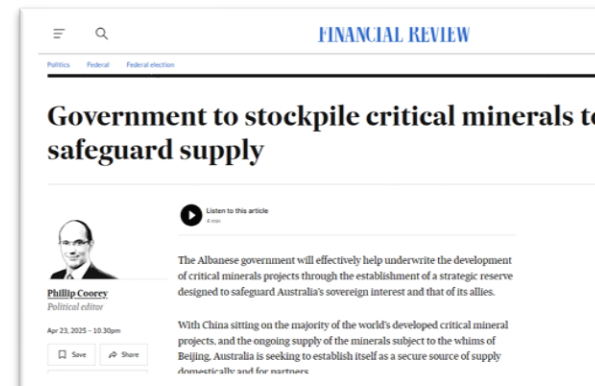 FINANCIAL REVIEW
Politics Federal Federal election
Government to stockpile critical minerals to
safeguard supply
Listen to this article
4 min
The Albanese government will effectively help underwrite the development
of critical minerals projects through the establishment of a strategic reserve
designed to safeguard Australia's sovereign interest and that of its allies.
Phillip Coorey
Political editor
Apr 23, 2025 – 10.30pm
Save Share
With China sitting on the majority of the world's developed critical mineral
projects, and the ongoing supply of the minerals subject to the whims of
Beijing, Australia is seeking to establish itself as a secure source of supply
domestically and for partners.